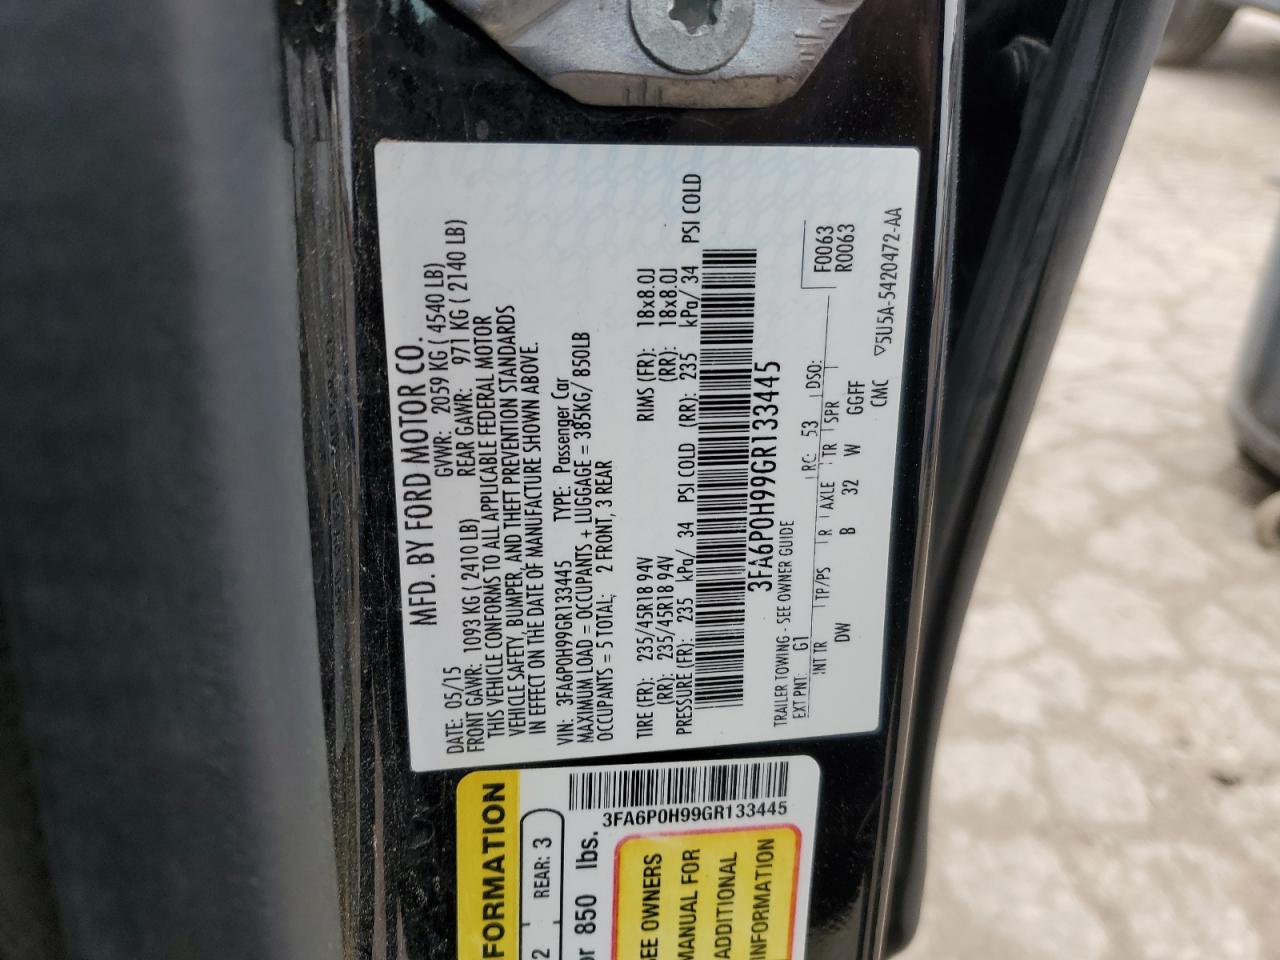 MFD. BY FORD MOTOR CO.
DATE: 05/15 GVWR: 2059 KG ( 4540 LB)
FRONT GAWR: 1093 KG ( 2410 LB) REAR GAWR: 971 KG ( 2140 LB)
THIS VEHICLE CONFORMS TO ALL APPLICABLE FEDERAL MOTOR
VEHICLE SAFETY, BUMPER, AND THEFT PREVENTION STANDARDS
IN EFFECT ON THE DATE OF MANUFACTURE SHOWN ABOVE.
VIN: 3FA6P0H99GR133445 TYPE: Passenger Car
MAXIMUM LOAD = OCCUPANTS + LUGGAGE = 385KG/ 850LB
OCCUPANTS = 5 TOTAL: 2 FRONT, 3 REAR
TIRE (FR): 235/45R18 94V RIMS (FR): 18x8.0J
(RR): 235/45R18 94V (RR): 18x8.0J
PRESSURE (FR): 235 kPa/ 34 PSI COLD (RR): 235 kPa/ 34 PSI COLD
3FA6P0H99GR133445
TRAILER TOWING - SEE OWNER GUIDE
EXT PNT: G1 RC: 53 DSO: F0063
R0063
INT TR TP/PS R AXLE TR SPR
DW B 32 W GGFF
CMC ▽5U5A-5420472-AA
FORMATION
2 REAR: 3
or 850 lbs.
3FA6P0H99GR133445
SEE OWNERS
MANUAL FOR
ADDITIONAL
INFORMATION